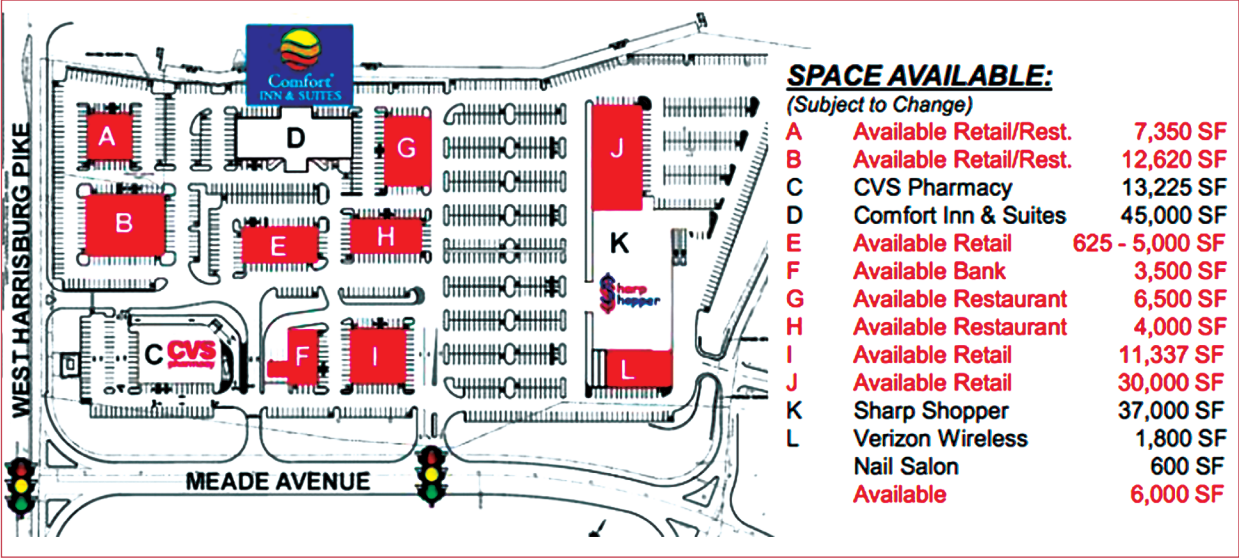 Comfort
INN & SUITES
A
D
G
J
B
E
H
K
Sharp
Shopper
C CVS
pharmacy
F
I
L
WEST HARRISBURG PIKE
MEADE AVENUE
SPACE AVAILABLE:
(Subject to Change)
A Available Retail/Rest. 7,350 SF
B Available Retail/Rest. 12,620 SF
C CVS Pharmacy 13,225 SF
D Comfort Inn & Suites 45,000 SF
E Available Retail 625 - 5,000 SF
F Available Bank 3,500 SF
G Available Restaurant 6,500 SF
H Available Restaurant 4,000 SF
I Available Retail 11,337 SF
J Available Retail 30,000 SF
K Sharp Shopper 37,000 SF
L Verizon Wireless 1,800 SF
Nail Salon 600 SF
Available 6,000 SF